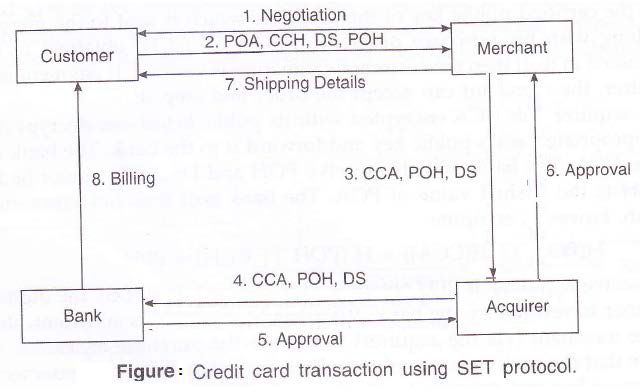 1. Negotiation
2. POA, CCH, DS, POH
Customer
Merchant
7. Shipping Details
8. Billing
3. CCA, POH, DS
6. Approval
4. CCA, POH, DS
Bank
Acquirer
5. Approval
Figure: Credit card transaction using SET protocol.